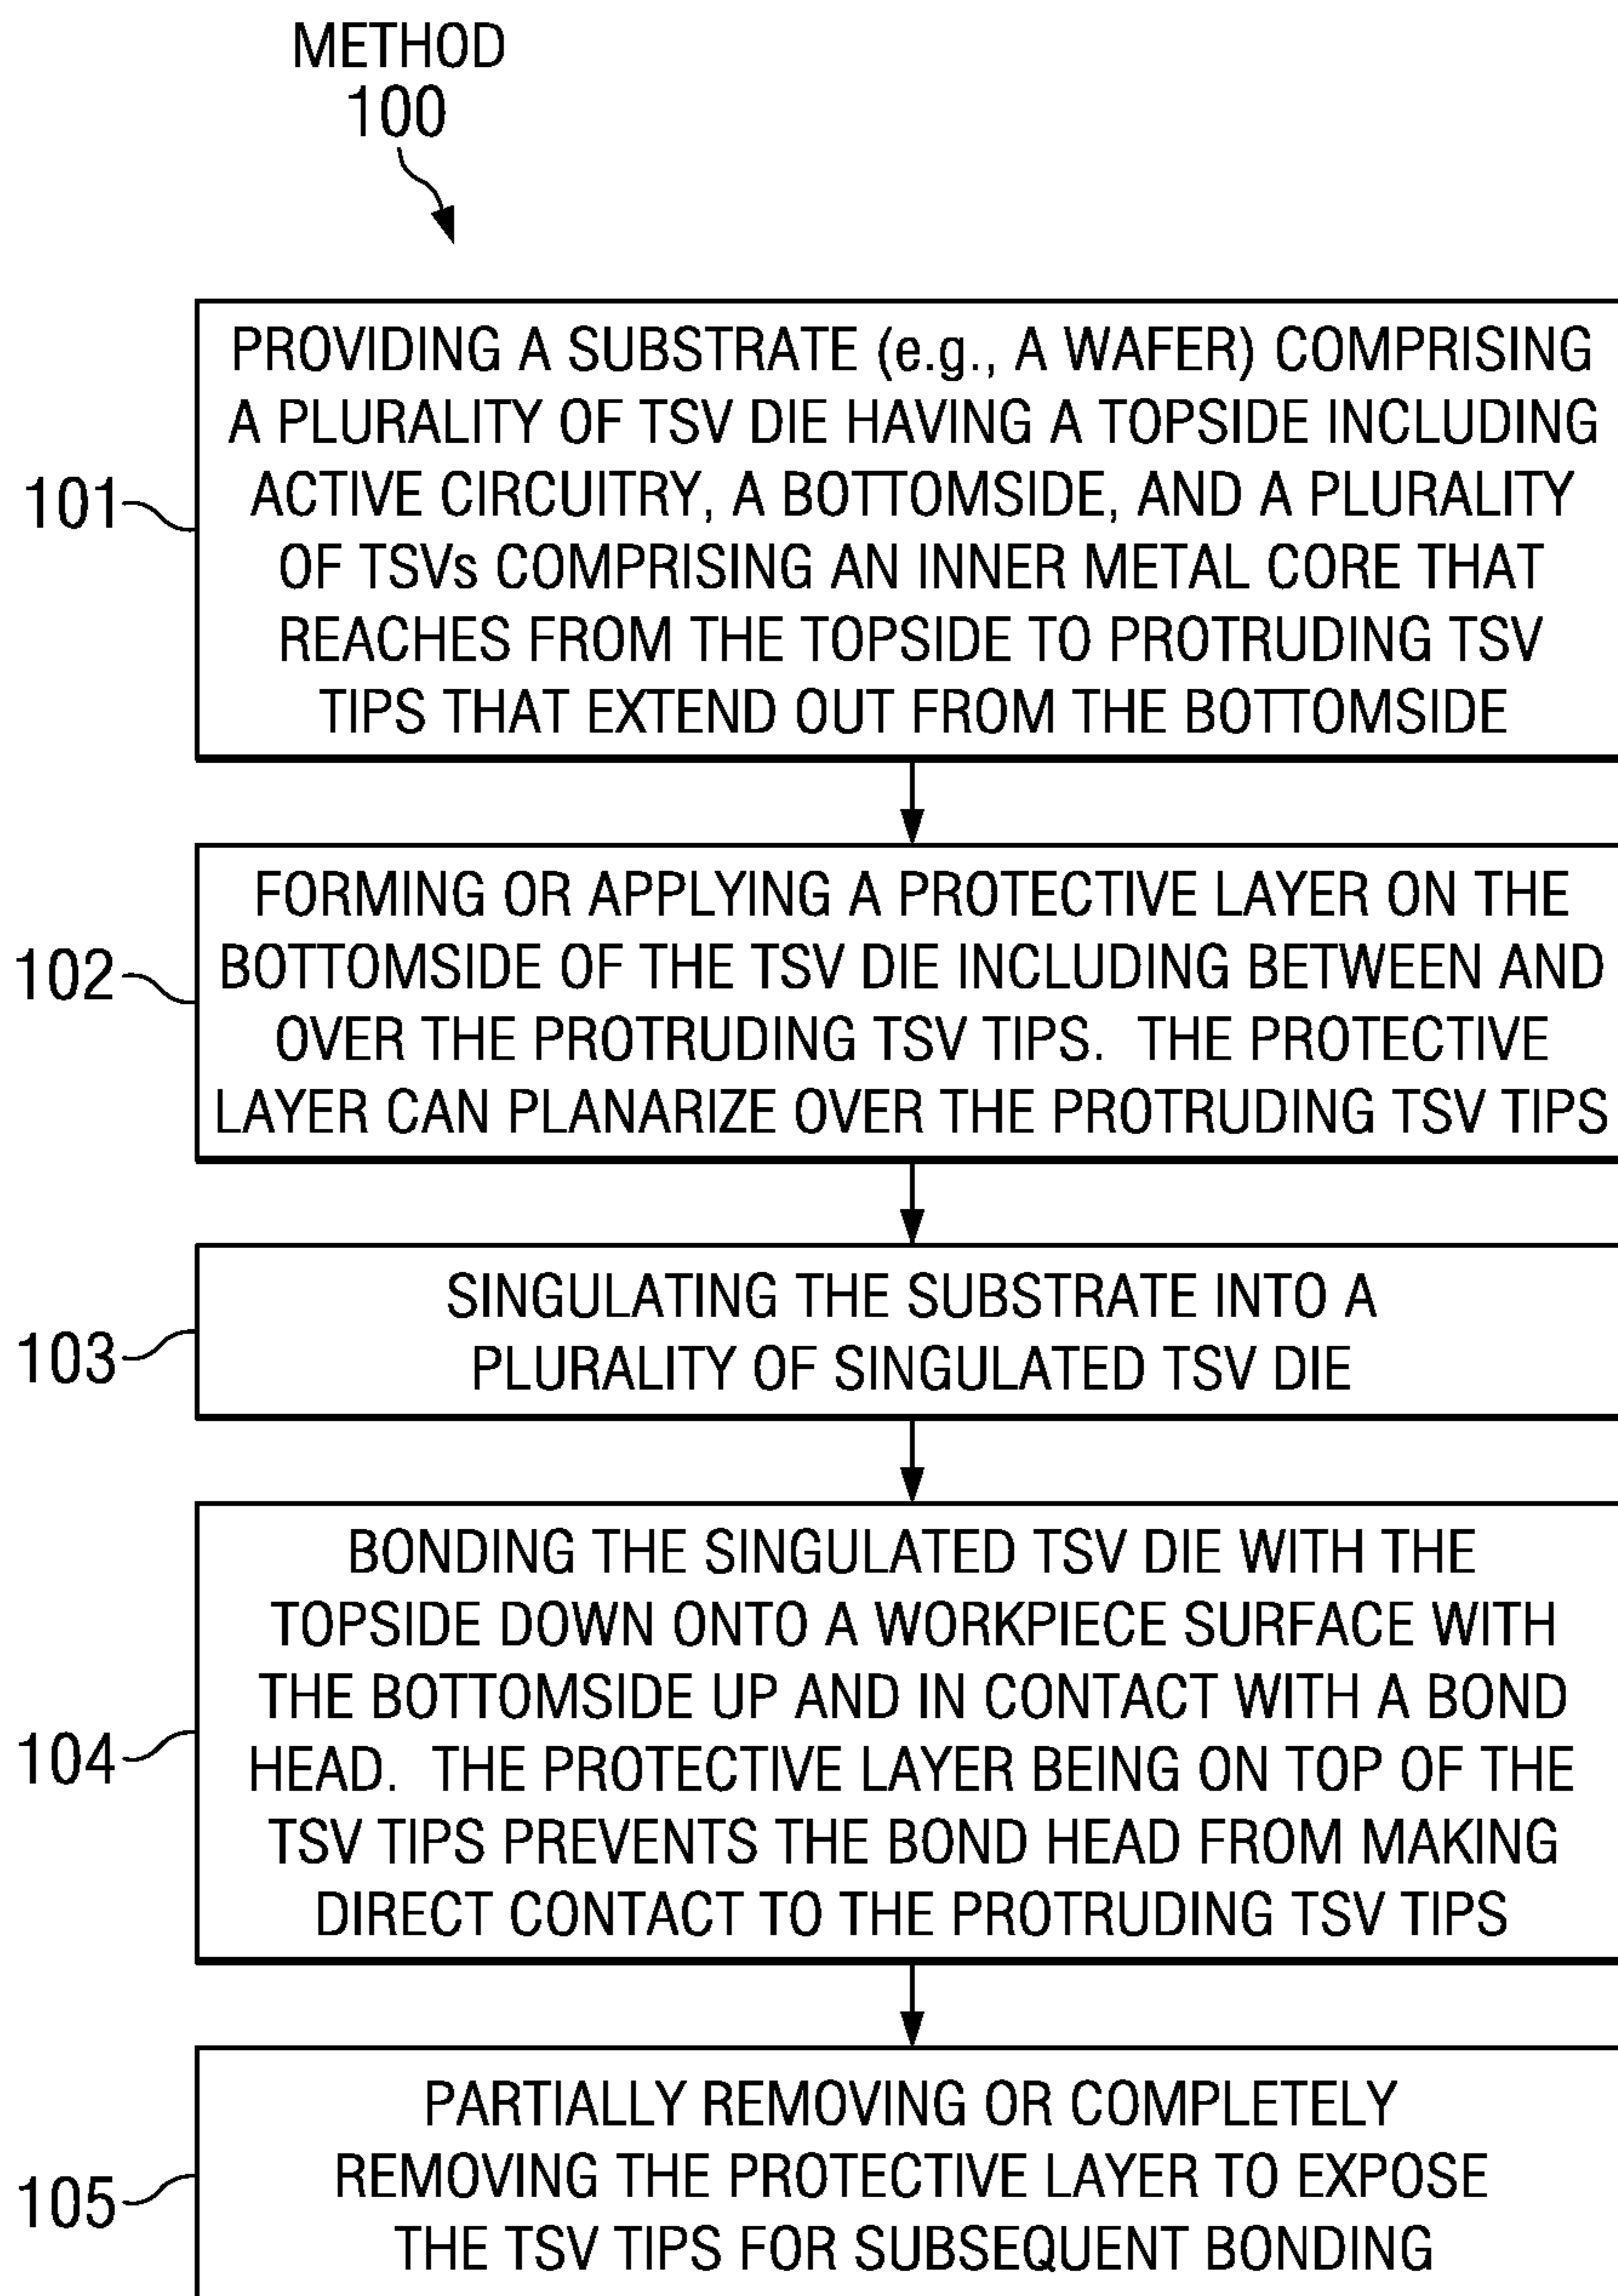 METHOD
100
101
PROVIDING A SUBSTRATE (e.g., A WAFER) COMPRISING
A PLURALITY OF TSV DIE HAVING A TOPSIDE INCLUDING
ACTIVE CIRCUITRY, A BOTTOMSIDE, AND A PLURALITY
OF TSVs COMPRISING AN INNER METAL CORE THAT
REACHES FROM THE TOPSIDE TO PROTRUDING TSV
TIPS THAT EXTEND OUT FROM THE BOTTOMSIDE
102
FORMING OR APPLYING A PROTECTIVE LAYER ON THE
BOTTOMSIDE OF THE TSV DIE INCLUDING BETWEEN AND
OVER THE PROTRUDING TSV TIPS. THE PROTECTIVE
LAYER CAN PLANARIZE OVER THE PROTRUDING TSV TIPS
103
SINGULATING THE SUBSTRATE INTO A
PLURALITY OF SINGULATED TSV DIE
104
BONDING THE SINGULATED TSV DIE WITH THE
TOPSIDE DOWN ONTO A WORKPIECE SURFACE WITH
THE BOTTOMSIDE UP AND IN CONTACT WITH A BOND
HEAD. THE PROTECTIVE LAYER BEING ON TOP OF THE
TSV TIPS PREVENTS THE BOND HEAD FROM MAKING
DIRECT CONTACT TO THE PROTRUDING TSV TIPS
105
PARTIALLY REMOVING OR COMPLETELY
REMOVING THE PROTECTIVE LAYER TO EXPOSE
THE TSV TIPS FOR SUBSEQUENT BONDING